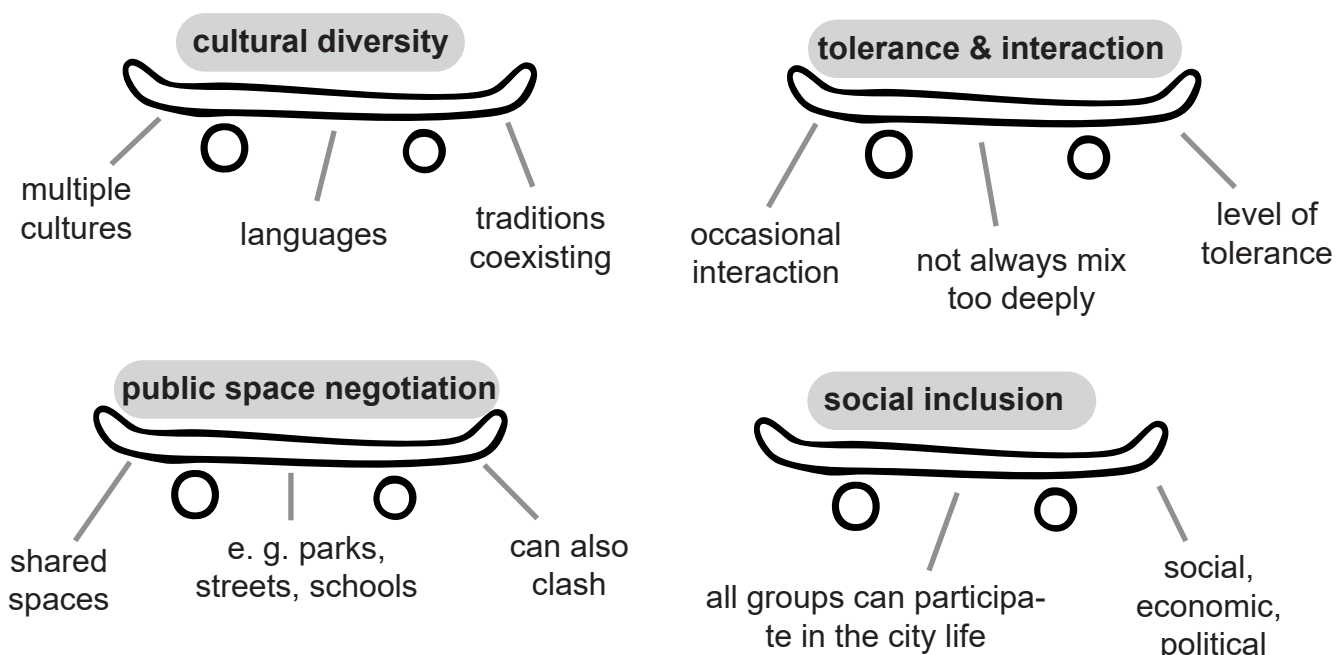 cultural diversity
multiple
cultures
languages
traditions
coexisting
tolerance & interaction
occasional
interaction
not always mix
too deeply
level of
tolerance
public space negotiation
shared
spaces
e. g. parks,
streets, schools
can also
clash
social inclusion
all groups can participa-
te in the city life
social,
economic,
political